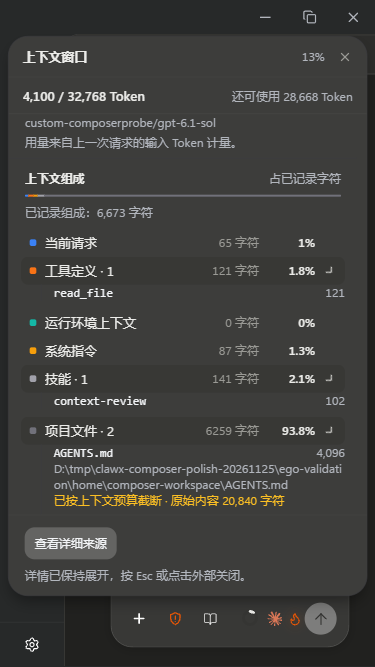 上下文窗口 13%
4,100 / 32,768 Token 还可使用 28,668 Token
custom-composerprobe/gpt-6.1-sol
用量来自上一次请求的输入 Token 计量。
上下文组成 占已记录字符
已记录组成：6,673 字符
当前请求 65 字符 1%
工具定义 · 1 121 字符 1.8%
read_file 121
运行环境上下文 0 字符 0%
系统指令 87 字符 1.3%
技能 · 1 141 字符 2.1%
context-review 102
项目文件 · 2 6259 字符 93.8%
AGENTS.md 4,096
D:\tmp\clawx-composer-polish-20261125\ego-validati
on\home\composer-workspace\AGENTS.md
已按上下文预算截断 · 原始内容 20,840 字符
查看详细来源
详情已保持展开，按 Esc 或点击外部关闭。